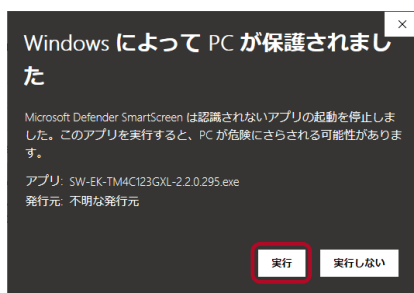 Windows によって PC が保護されまし
た
Microsoft Defender SmartScreen は認識されないアプリの起動を停止しま
した。このアプリを実行すると、PC が危険にさらされる可能性がありま
す。
アプリ: SW-EK-TM4C123GXL-2.2.0.295.exe
発行元: 不明な発行元
実行 実行しない